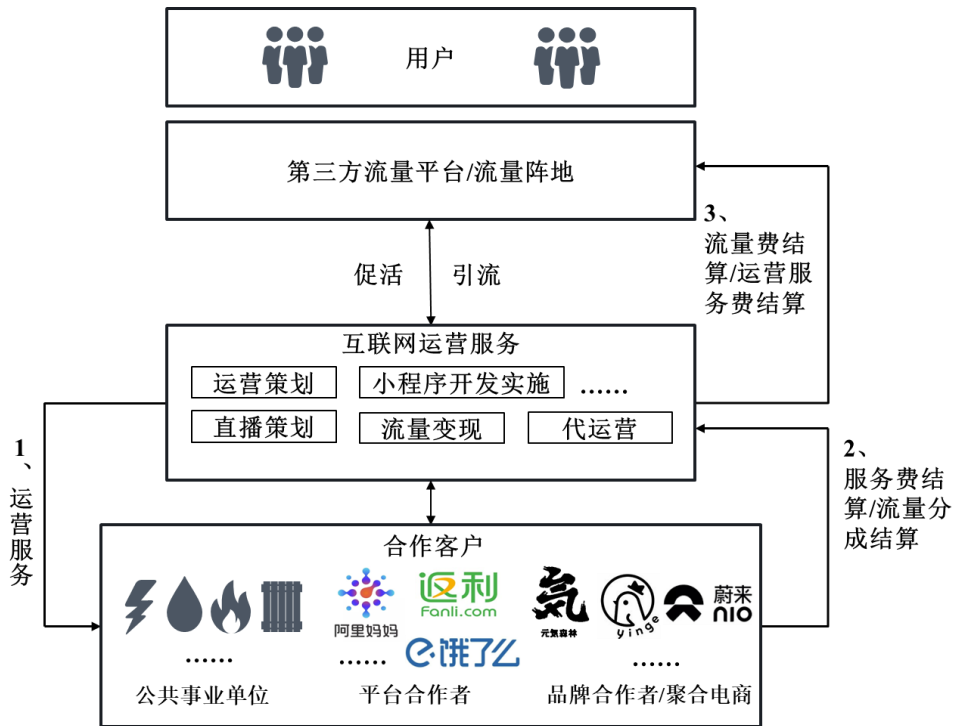 用户
第三方流量平台/流量阵地
促活
引流
3、
流量费结
算/运营服
务费结算
互联网运营服务
运营策划
小程序开发实施
……
直播策划
流量变现
代运营
1、
运营服务
2、
服务费结
算/流量分
成结算
合作客户
阿里妈妈
返利
Fanli.com
饿了么
気
元気森林
yinge
蔚来
NIO
……
……
……
公共事业单位
平台合作者
品牌合作者/聚合电商